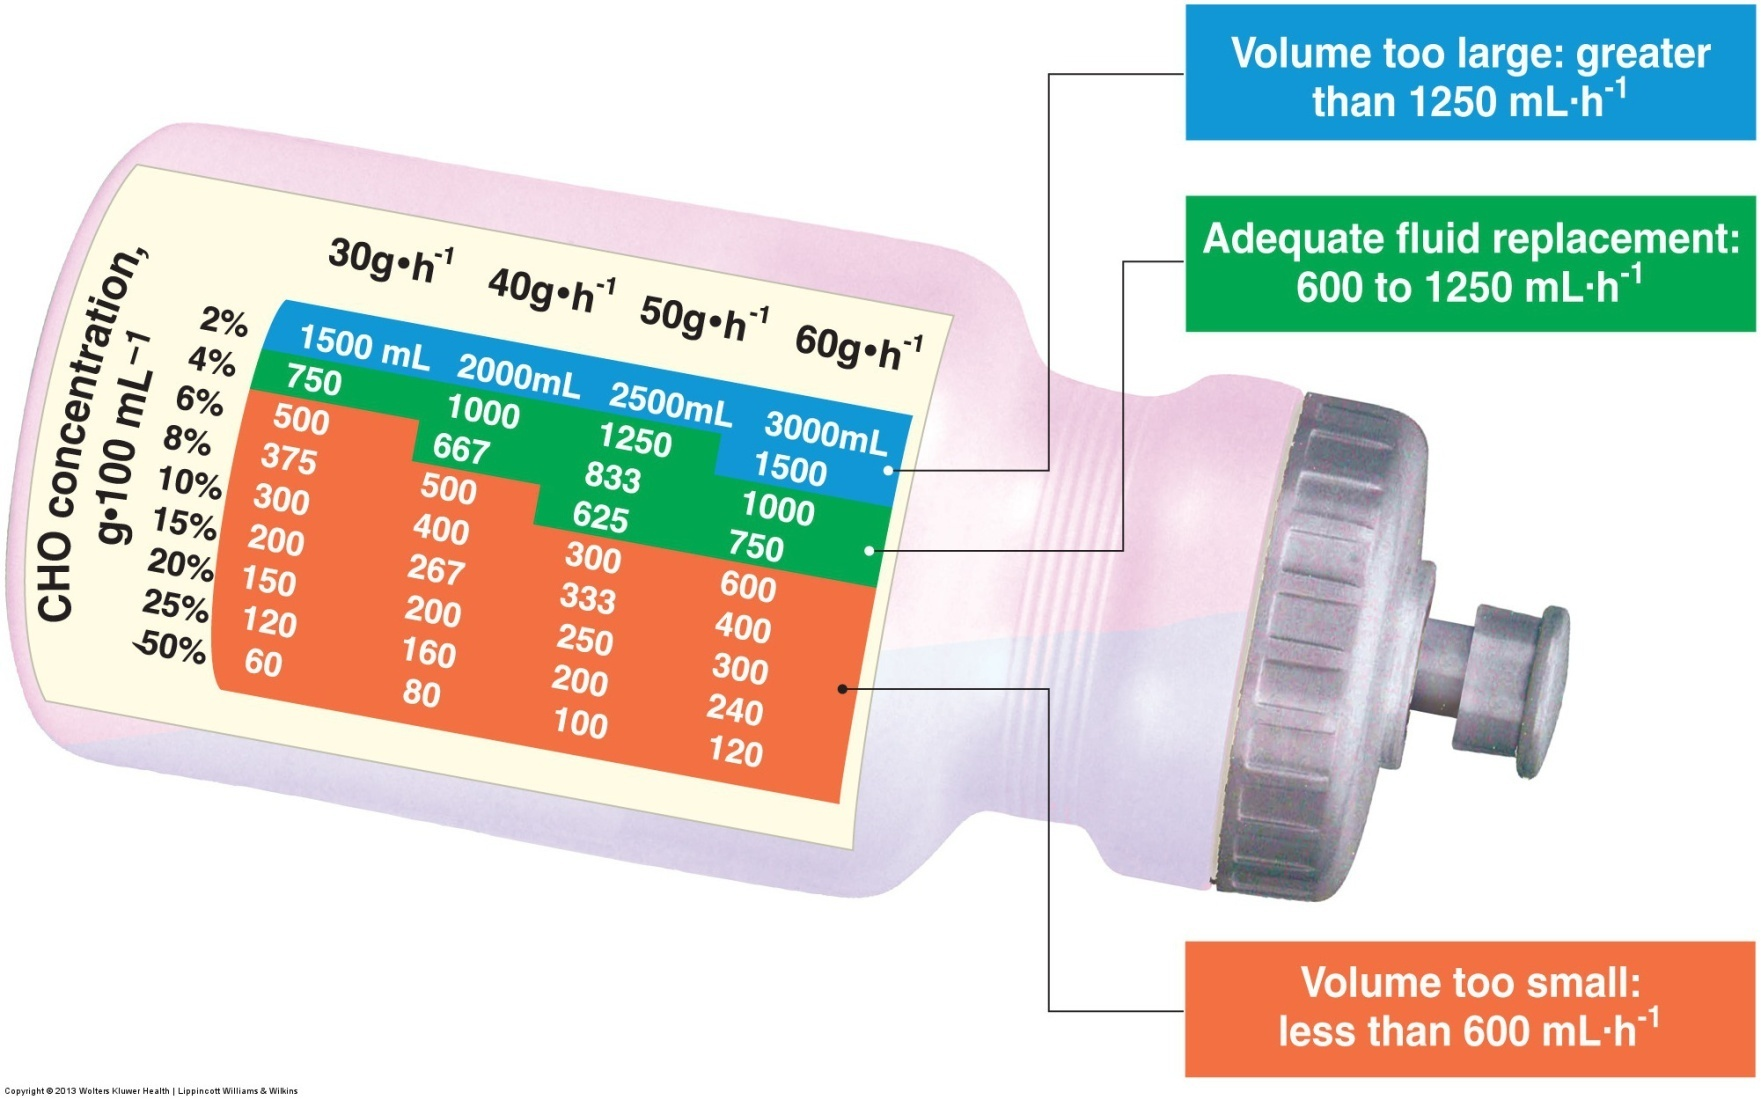 Volume too large: greater
than 1250 mL·h-1
Adequate fluid replacement:
600 to 1250 mL·h-1
Volume too small:
less than 600 mL·h-1
CHO concentration,
g•100 mL–1
30g•h-1 40g•h-1 50g•h-1 60g•h-1
2% 1500 mL 2000mL 2500mL 3000mL
4% 750 1000 1250 1500
6% 500 667 833 1000
8% 375 500 625 750
10% 300 400 300 600
15% 200 267 333 400
20% 150 200 250 300
25% 120 160 200 240
50% 60 80 100 120
Copyright © 2013 Wolters Kluwer Health | Lippincott Williams & Wilkins